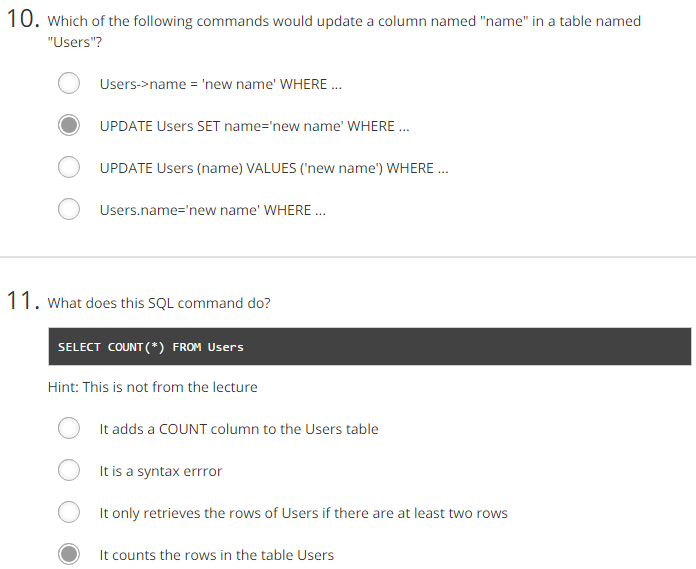 10. Which of the following commands would update a column named "name" in a table named
"Users"?
Users->name = 'new name' WHERE ...
UPDATE Users SET name='new name' WHERE ...
UPDATE Users (name) VALUES ('new name') WHERE ...
Users.name='new name' WHERE ...
11. What does this SQL command do?
SELECT COUNT(*) FROM Users
Hint: This is not from the lecture
It adds a COUNT column to the Users table
It is a syntax errror
It only retrieves the rows of Users if there are at least two rows
It counts the rows in the table Users